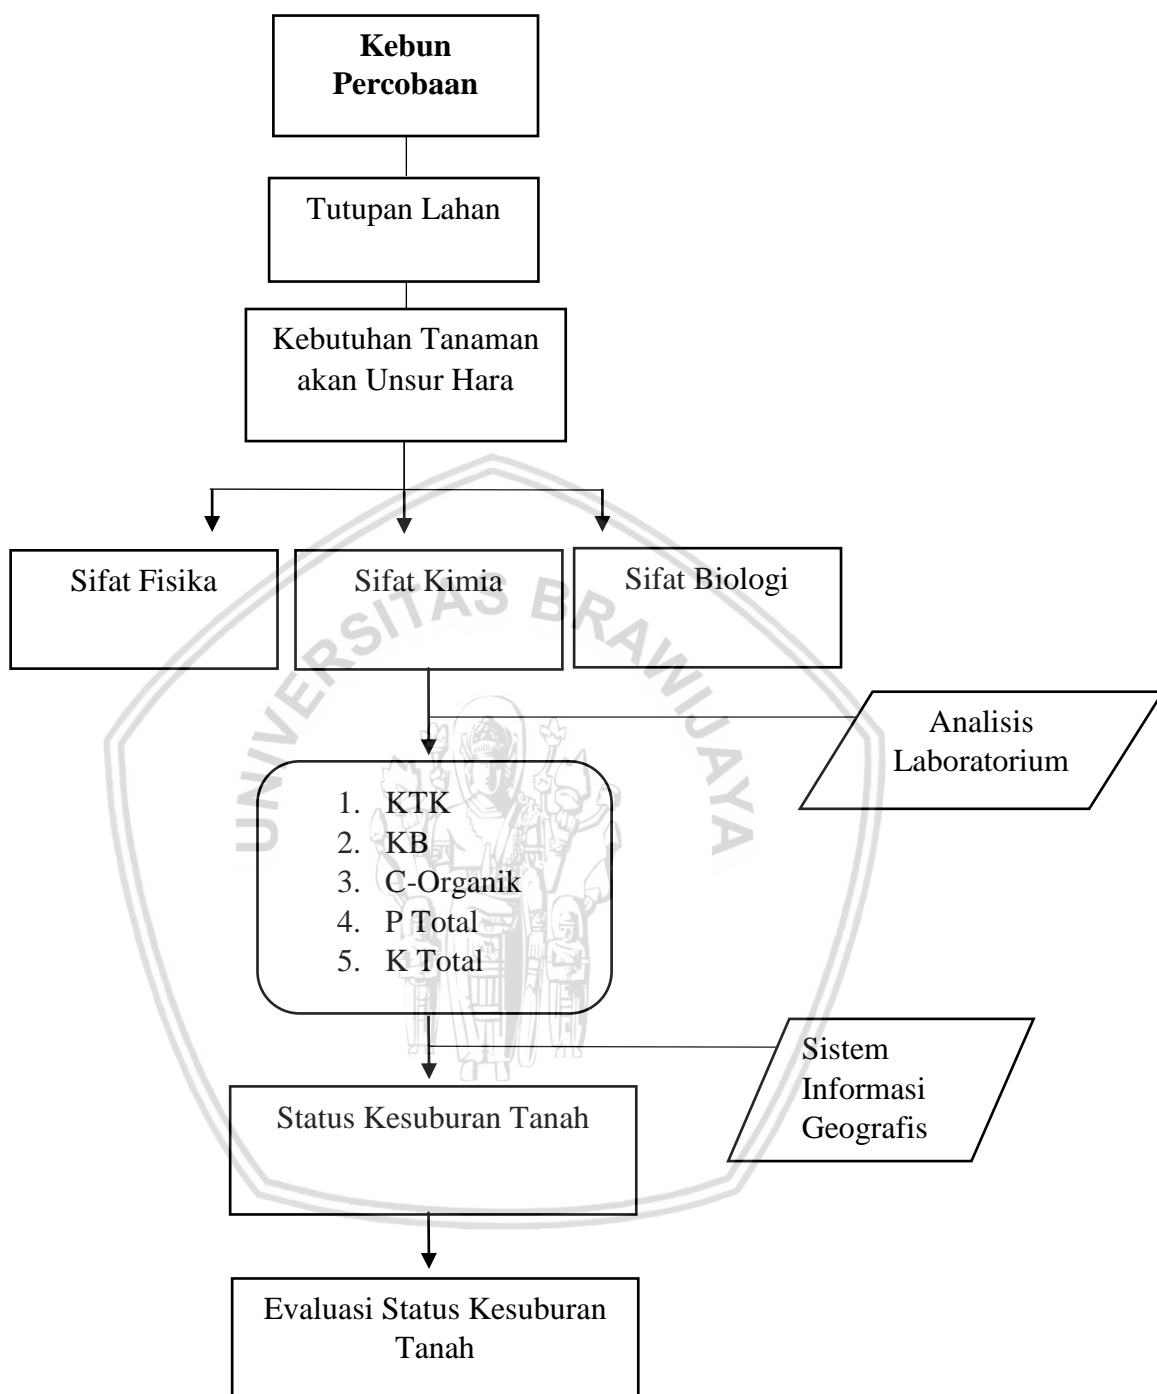 Kebun
Percobaan
Tutupan Lahan
Kebutuhan Tanaman
akan Unsur Hara
Sifat Fisika
Sifat Kimia
Sifat Biologi
UNIVERSITAS BRAWIJAYA
Analisis
Laboratorium
1. KTK
2. KB
3. C-Organik
4. P Total
5. K Total
Sistem
Informasi
Geografis
Status Kesuburan Tanah
Evaluasi Status Kesuburan
Tanah